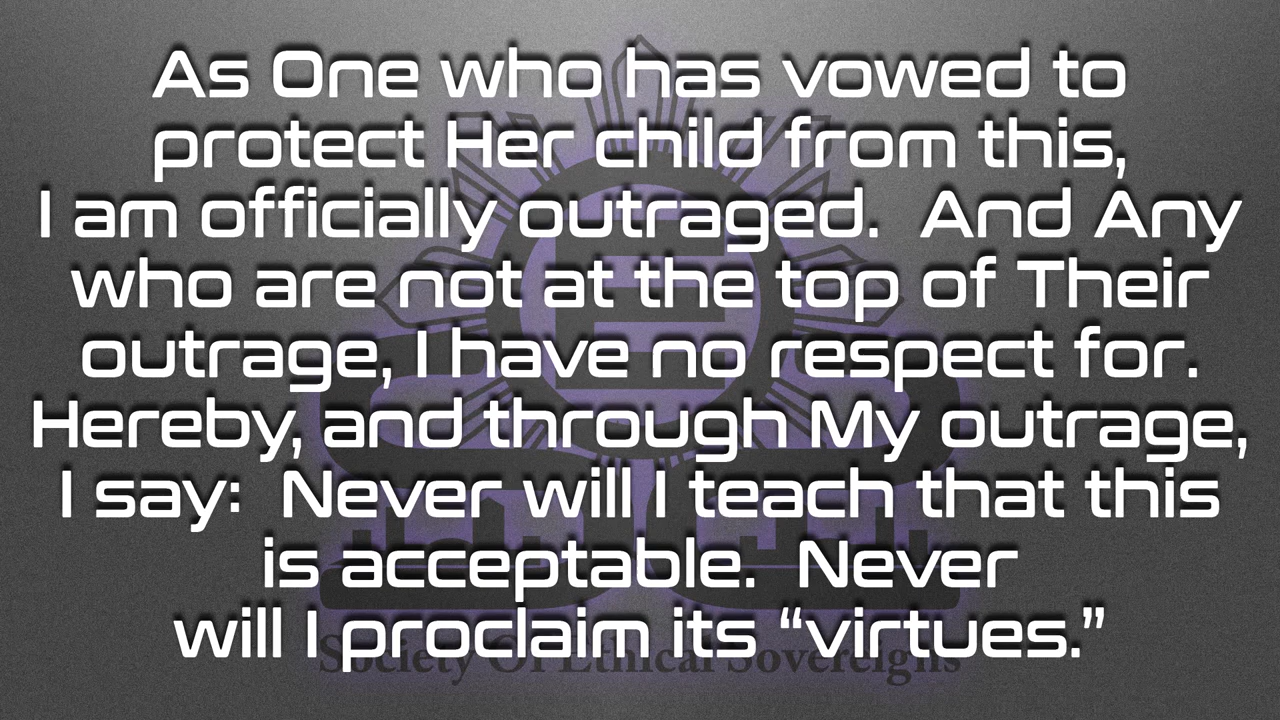 As One who has vowed to
protect Her child from this,
I am officially outraged.  And Any
who are not at the top of Their
outrage, I have no respect for.
Hereby, and through My outrage,
I say:  Never will I teach that this
is acceptable.  Never
will I proclaim its “virtues.”
Society Of Ethical Sovereigns